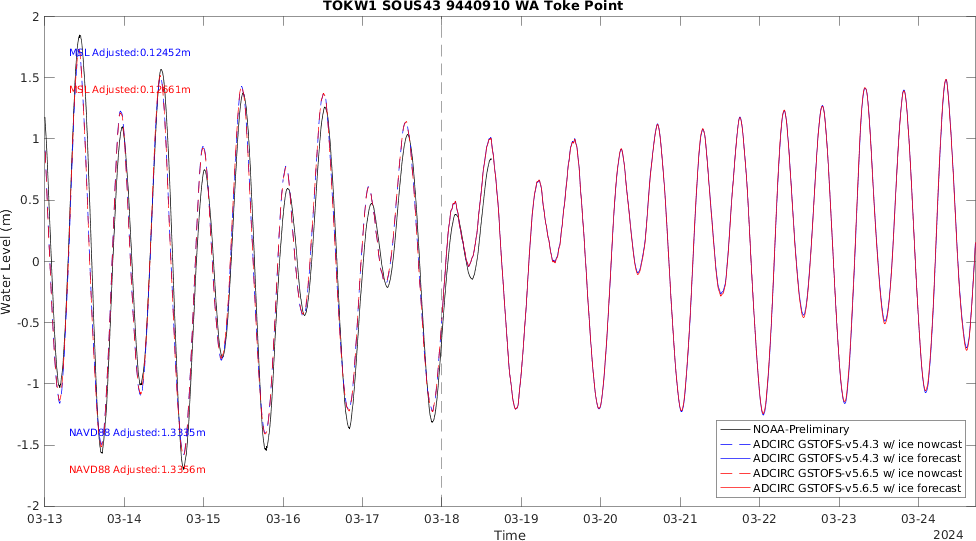 TOKW1 SOUS43 9440910 WA Toke Point
2
1.5
1
0.5
0
-0.5
-1
-1.5
-2
Water Level (m)
MSL Adjusted:0.12452m
MSL Adjusted:0.12661m
NAVD88 Adjusted:1.3335m
NAVD88 Adjusted:1.3356m
NOAA-Preliminary
ADCIRC GSTOFS-v5.4.3 w/ ice nowcast
ADCIRC GSTOFS-v5.4.3 w/ ice forecast
ADCIRC GSTOFS-v5.6.5 w/ ice nowcast
ADCIRC GSTOFS-v5.6.5 w/ ice forecast
03-13 03-14 03-15 03-16 03-17 03-18 03-19 03-20 03-21 03-22 03-23 03-24
Time
2024